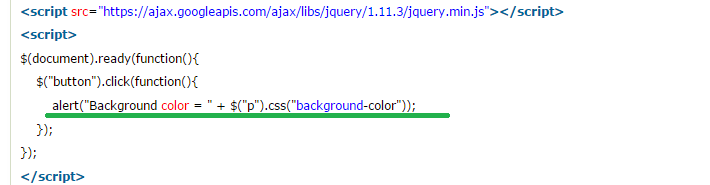 <script src="https://ajax.googleapis.com/ajax/libs/jquery/1.11.3/jquery.min.js"></script>
<script>
$(document).ready(function(){
$("button").click(function(){
alert("Background color = " + $("p").css("background-color"));
});
});
</script>